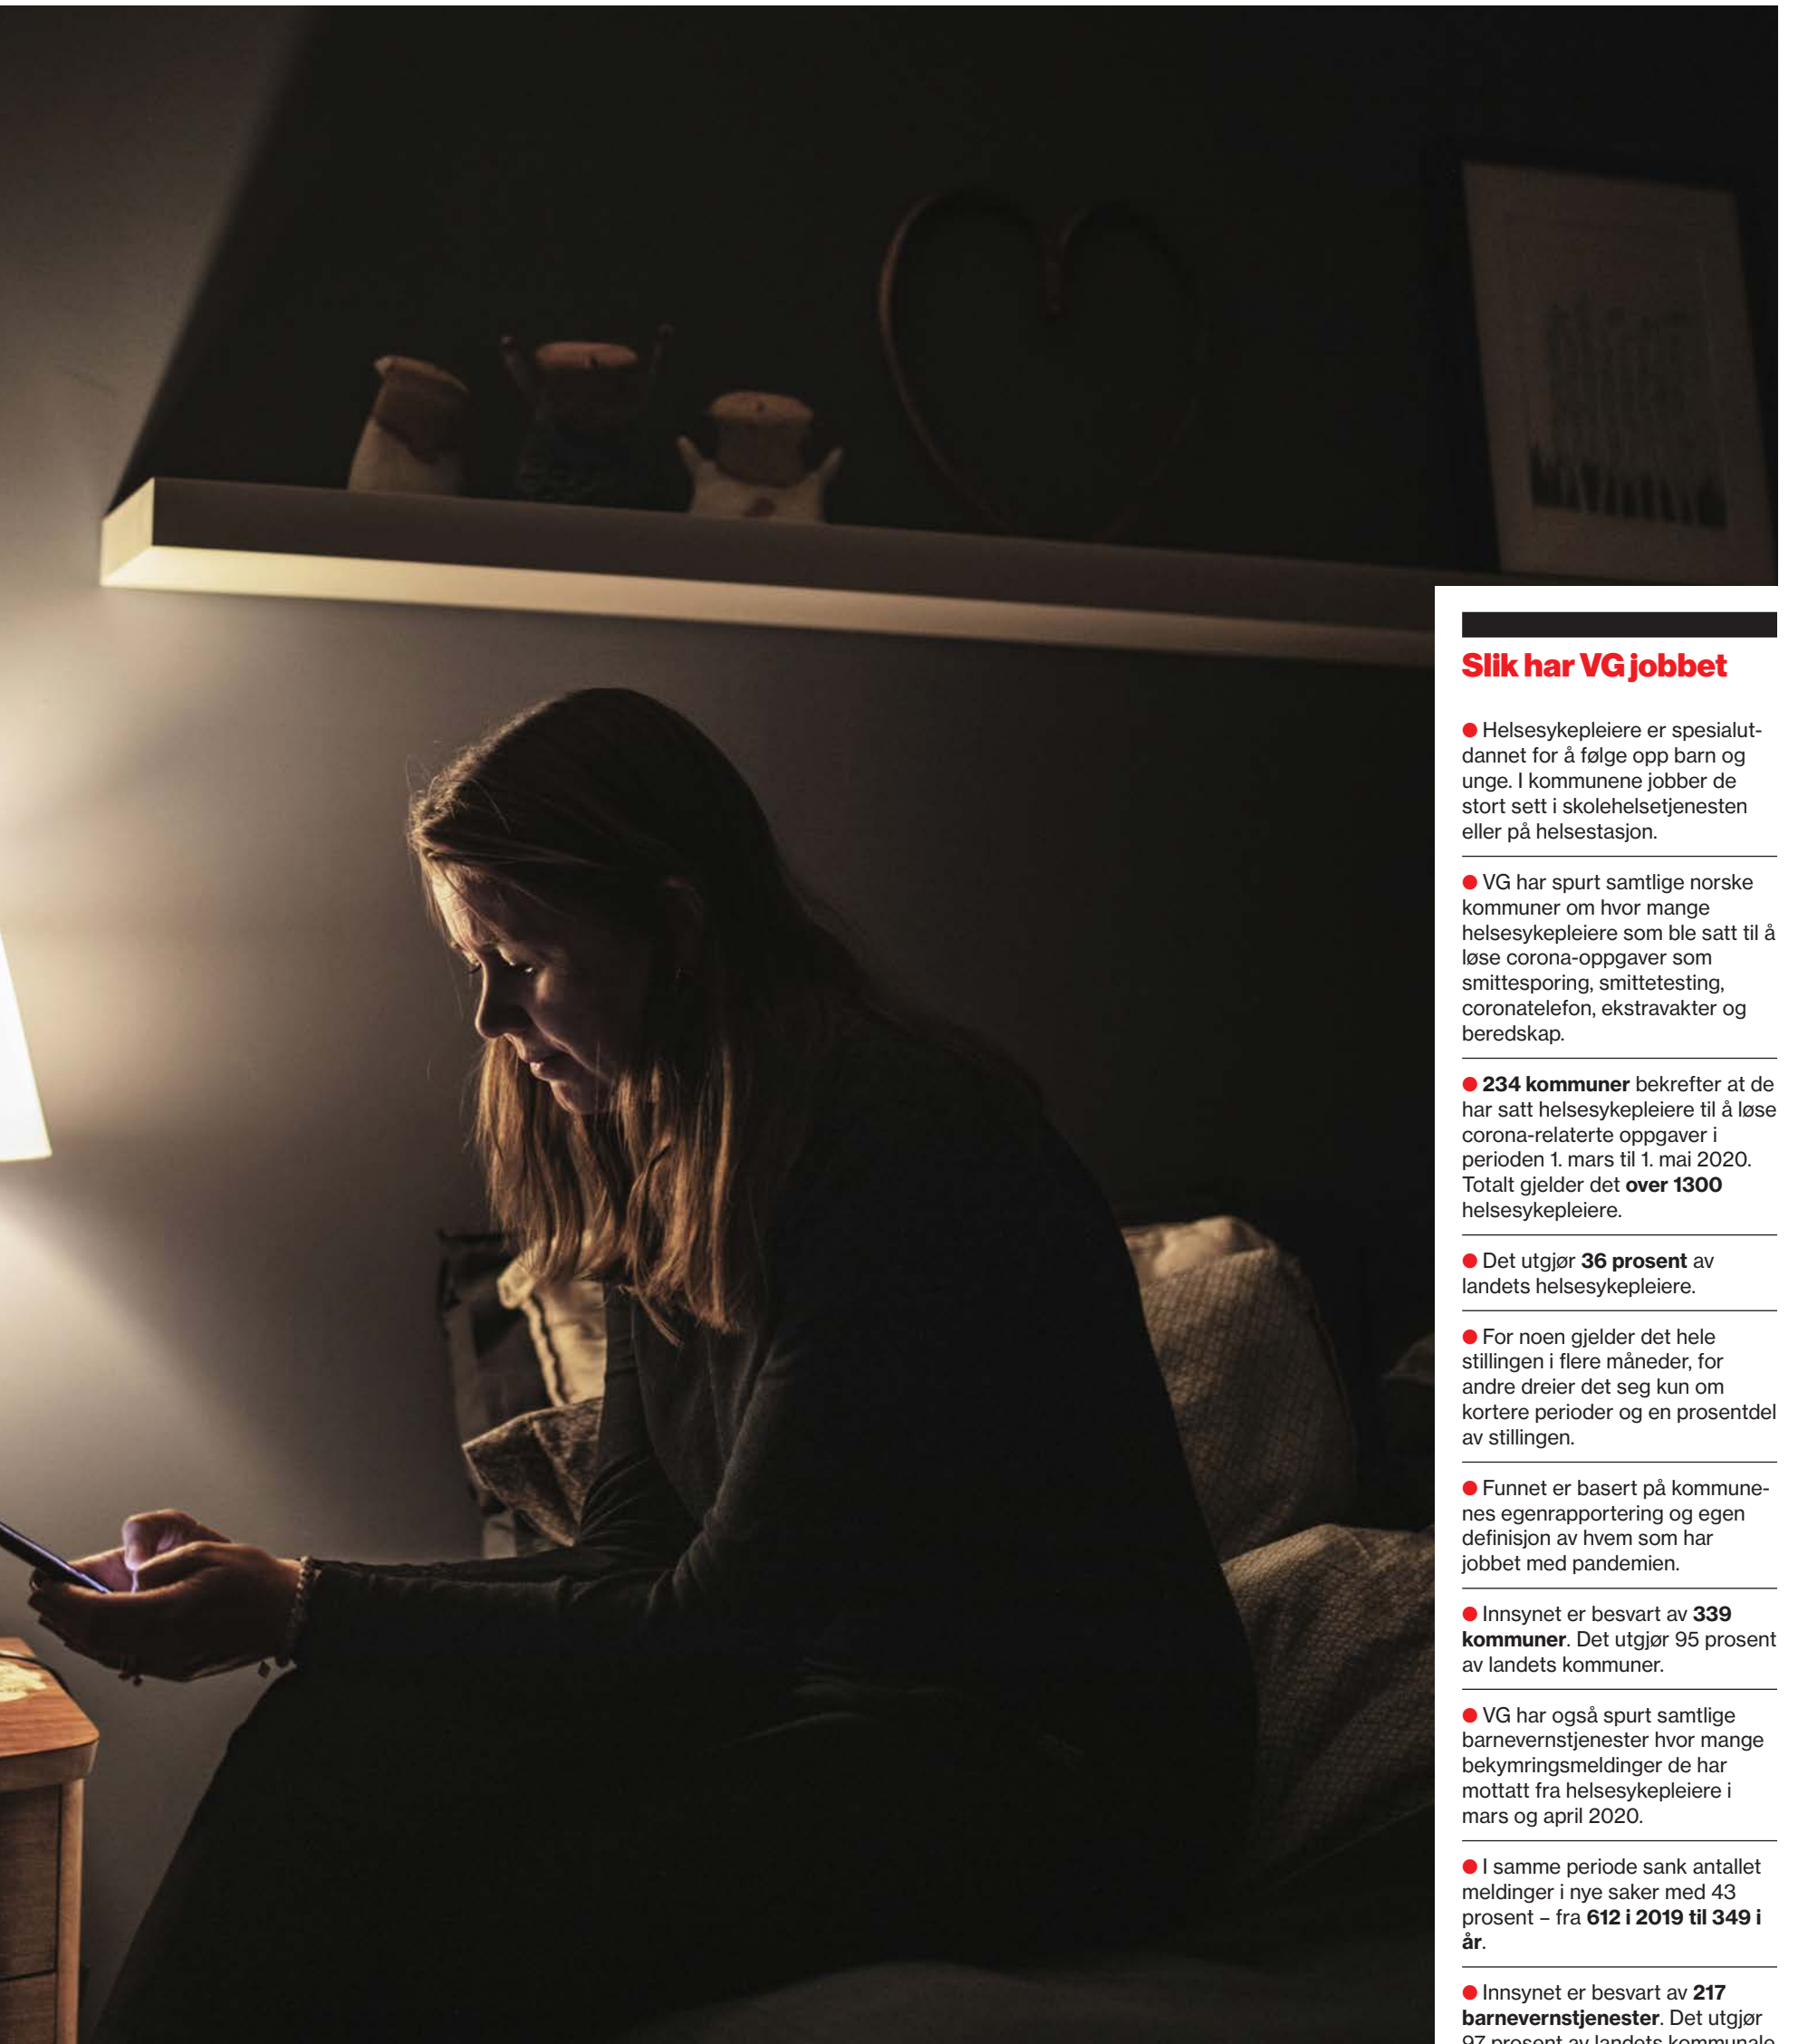 Slik har VG jobbet
● Helsesykepleiere er spesialut-
dannet for å følge opp barn og
unge. I kommunene jobber de
stort sett i skolehelsetjenesten
eller på helsestasjon.
● VG har spurt samtlige norske
kommuner om hvor mange
helsesykepleiere som ble satt til å
løse corona-oppgaver som
smittesporing, smittetesting,
coronatelefon, ekstravakter og
beredskap.
● 234 kommuner bekrefter at de
har satt helsesykepleiere til å løse
corona-relaterte oppgaver i
perioden 1. mars til 1. mai 2020.
Totalt gjelder det over 1300
helsesykepleiere.
● Det utgjør 36 prosent av
landets helsesykepleiere.
● For noen gjelder det hele
stillingen i flere måneder, for
andre dreier det seg kun om
kortere perioder og en prosentdel
av stillingen.
● Funnet er basert på kommune-
nes egenrapportering og egen
definisjon av hvem som har
jobbet med pandemien.
● Innsynet er besvart av 339
kommuner. Det utgjør 95 prosent
av landets kommuner.
● VG har også spurt samtlige
barnevernstjenester hvor mange
bekymringsmeldinger de har
mottatt fra helsesykepleiere i
mars og april 2020.
● I samme periode sank antallet
meldinger i nye saker med 43
prosent – fra 612 i 2019 til 349 i
år.
● Innsynet er besvart av 217
barnevernstjenester. Det utgjør
97 prosent av landets kommunale